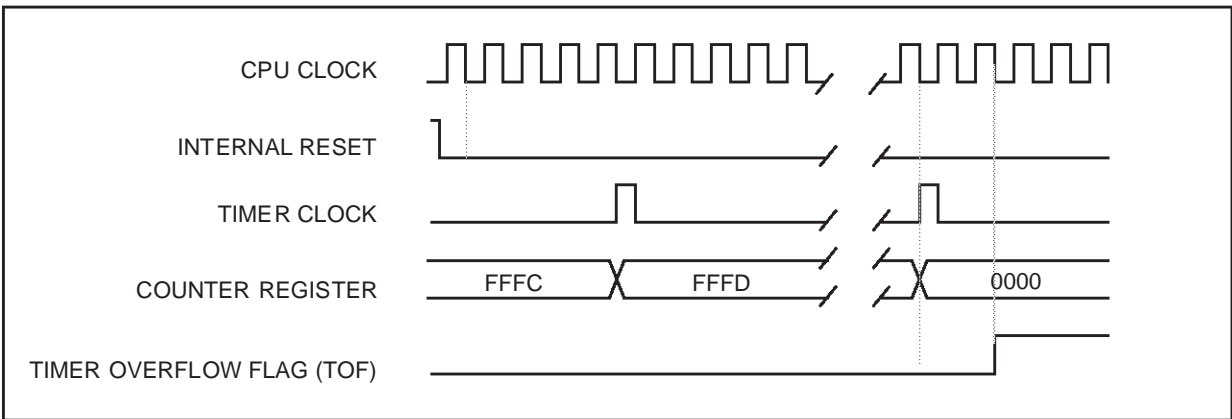 CPU CLOCK
INTERNAL RESET
TIMER CLOCK
COUNTER REGISTER
FFFC
FFFD
0000
TIMER OVERFLOW FLAG (TOF)